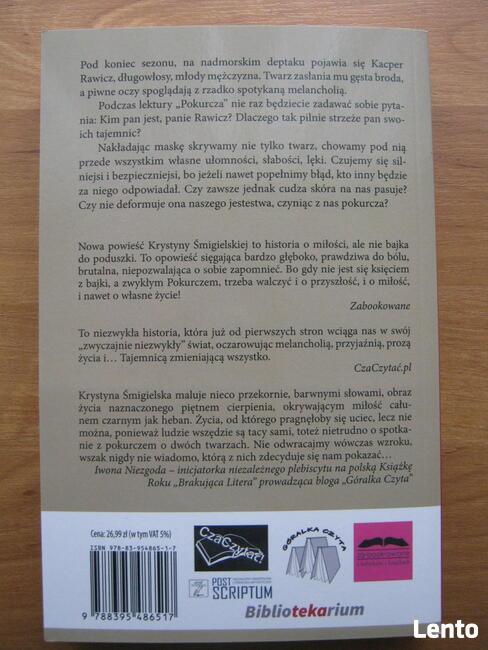 Pod koniec sezonu, na nadmorskim deptaku pojawia się Kacper
Rawicz, długowłosy, młody mężczyzna. Twarz zasłania mu gęsta broda,
a piwne oczy spoglądają z rzadko spotykaną melancholią.
Podczas lektury „Pokurcza” nie raz będziecie zadawać sobie pyta-
nia: Kim pan jest, panie Rawicz? Dlaczego tak pilnie strzeże pan swo-
ich tajemnic?
Nakładając maskę skrywamy nie tylko twarz, chowamy pod nią
przede wszystkim własne ułomności, słabości, lęki. Czujemy się sil-
niejsi i bezpieczniejsi, bo jeżeli nawet popełnimy błąd, kto inny będzie
za niego odpowiadał. Czy zawsze jednak cudza skóra na nas pasuje?
Czy nie deformuje ona naszego jestestwa, czyniąc z nas pokurcza?
Nowa powieść Krystyny Śmigielskiej to historia o miłości, ale nie bajka
do poduszki. To opowieść sięgająca bardzo głęboko, prawdziwa do bólu,
brutalna, niepozwalająca o sobie zapomnieć. Bo gdy nie jest się księciem
z bajki, a zwykłym Pokurczem, trzeba walczyć i o przyszłość, i o miłość,
i nawet o własne życie!
Zabookowane
To niezwykła historia, która już od pierwszych stron wciąga nas w swój
„zwyczajnie niezwykły” świat, oczarowując melancholią, przyjaźnią, prozą
życia i... Tajemnicą zmieniającą wszystko.
CzaCzytać.pl
Krystyna Śmigielska maluje nieco przekornie, barwnymi słowami, obraz
życia naznaczonego piętnem cierpienia, okrywającym miłość cału-
nem czarnym jak heban. Życia, od którego pragnęłoby się uciec, lecz nie
można, ponieważ ludzie wszędzie są tacy sami, toteż nietrudno o spotka-
nie z pokurczem o dwóch twarzach. Nie odwracajmy wówczas wzroku,
wszak nigdy nie wiadomo, którą z nich zdecyduje się nam pokazać...
Iwona Niezgoda – inicjatorka niezależnego plebiscytu na polską Książkę
Roku „Brakująca Litera” prowadząca bloga „Góralka Czyta”
Cena: 26,99 zł (w tym VAT 5%)
ISBN 978-83-954865-1-7
9 788395 486517
CzaCzytać!
GÓRALKA CZYTA
POST
SCRIPTUM
Bibliotekarium
Lento